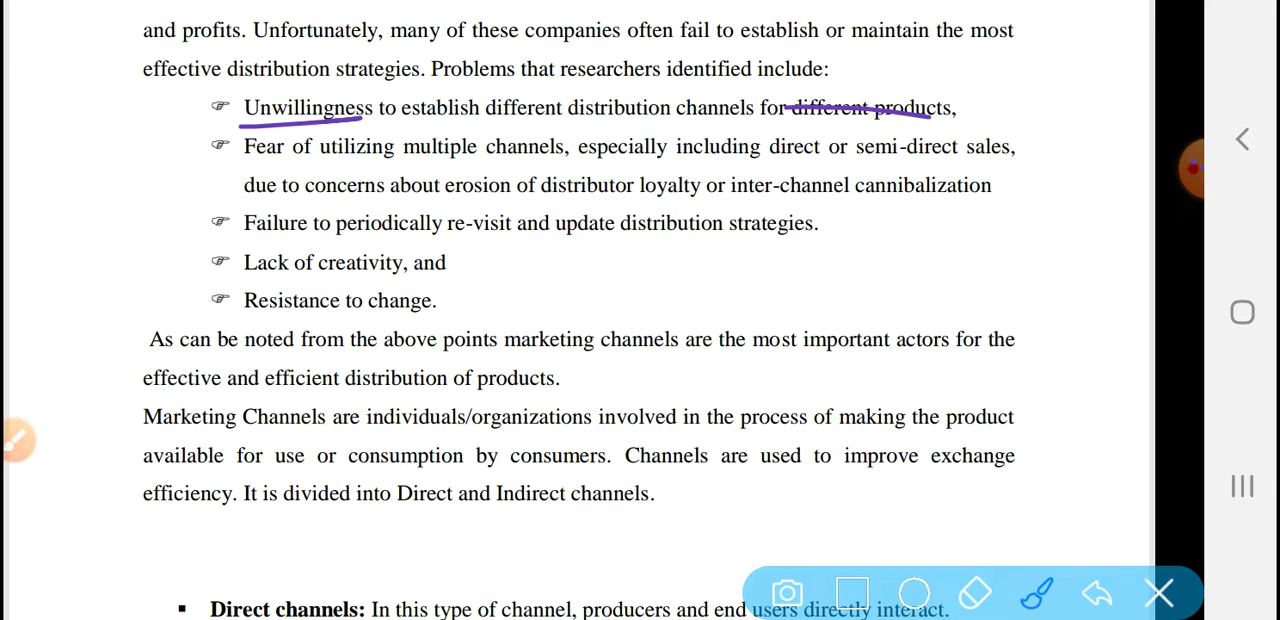 and profits. Unfortunately, many of these companies often fail to establish or maintain the most
effective distribution strategies. Problems that researchers identified include:
☞ Unwillingness to establish different distribution channels for different products,
☞ Fear of utilizing multiple channels, especially including direct or semi-direct sales,
due to concerns about erosion of distributor loyalty or inter-channel cannibalization
☞ Failure to periodically re-visit and update distribution strategies.
☞ Lack of creativity, and
☞ Resistance to change.
As can be noted from the above points marketing channels are the most important actors for the
effective and efficient distribution of products.
Marketing Channels are individuals/organizations involved in the process of making the product
available for use or consumption by consumers. Channels are used to improve exchange
efficiency. It is divided into Direct and Indirect channels.
▪ Direct channels: In this type of channel, producers and end users directly interact.